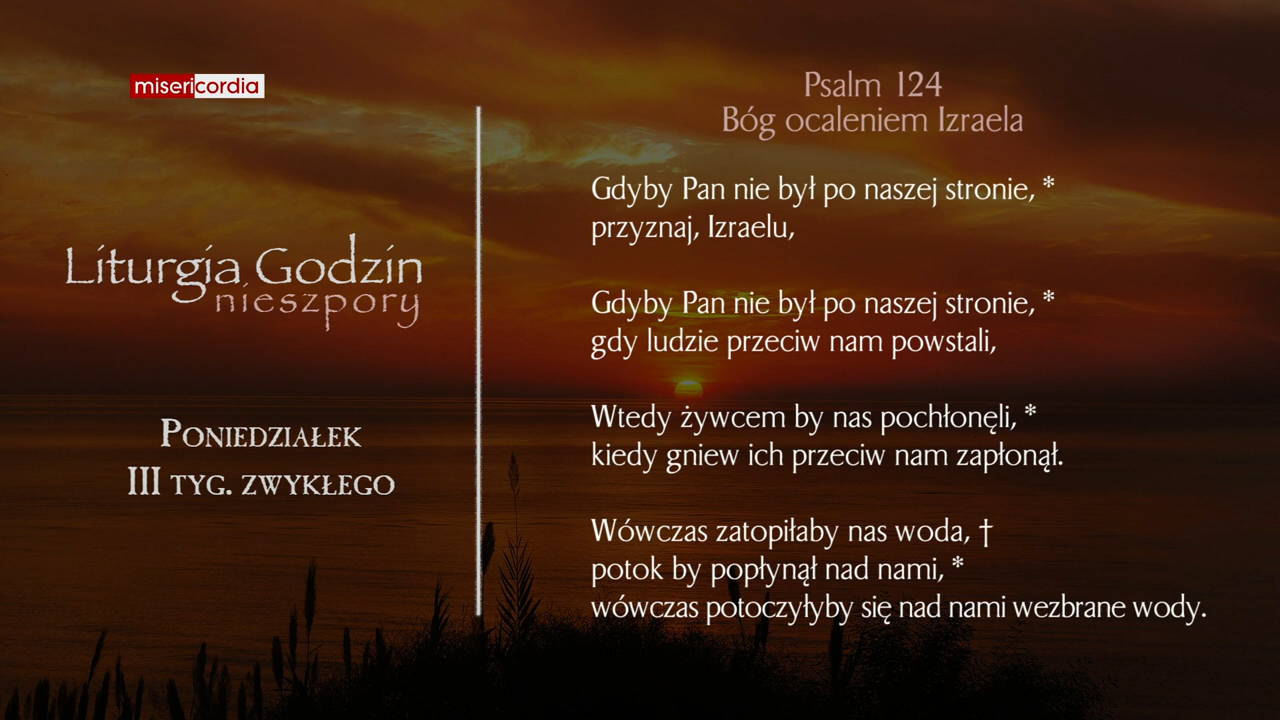 misericordia
Liturgia Godzin
nieszpory
Poniedziałek
III tyg. zwykłego
Psalm 124
Bóg ocaleniem Izraela
Gdyby Pan nie był po naszej stronie, *
przyznaj, Izraelu,
Gdyby Pan nie był po naszej stronie, *
gdy ludzie przeciw nam powstali,
Wtedy żywcem by nas pochłonęli, *
kiedy gniew ich przeciw nam zapłonął.
Wówczas zatopiłaby nas woda, †
potok by popłynął nad nami, *
wówczas potoczyłyby się nad nami wezbrane wody.